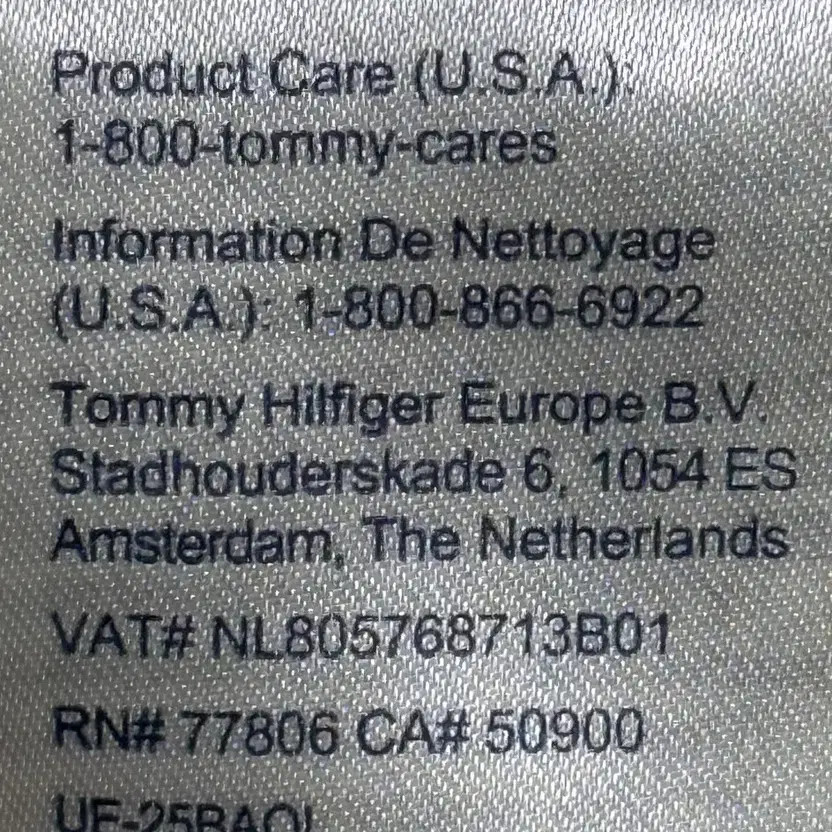 Product Care (U.S.A.):
1-800-tommy-cares
Information De Nettoyage
(U.S.A.): 1-800-866-6922
Tommy Hilfiger Europe B.V.
Stadhouderskade 6, 1054 ES
Amsterdam, The Netherlands
VAT# NL805768713B01
RN# 77806 CA# 50900